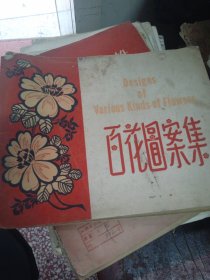 Designs
of
Various Kinds of Flowers
百花圖案集